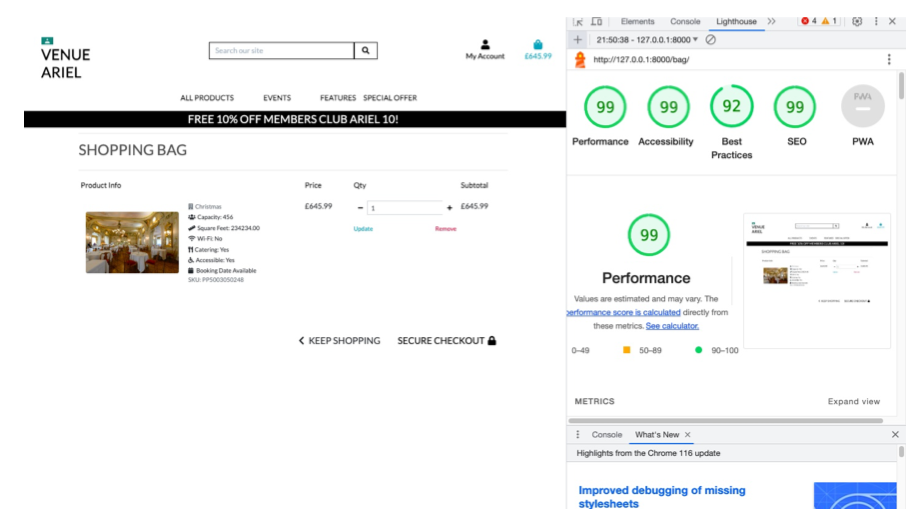 VENUE
ARIEL
Search our site
My Account
£645.99
ALL PRODUCTS EVENTS FEATURES SPECIAL OFFER
FREE 10% OFF MEMBERS CLUB ARIEL 10!
SHOPPING BAG
Product Info Price Qty Subtotal
Christmas
Capacity: 456
Square Feet: 234234.00
Wi-Fi: No
Catering: Yes
Accessible: Yes
Booking Date Available
SKU: PP5003050248
£645.99 − 1 + £645.99
Update Remove
KEEP SHOPPING SECURE CHECKOUT
Elements Console Lighthouse 4 1
21:50:38 - 127.0.0.1:8000
http://127.0.0.1:8000/bag/
99 99 92 99 PWA
Performance Accessibility Best Practices SEO PWA
99
Performance
Values are estimated and may vary. The
performance score is calculated directly from
these metrics. See calculator.
0–49 50–89 90–100
METRICS Expand view
Console What's New
Highlights from the Chrome 116 update
Improved debugging of missing
stylesheets